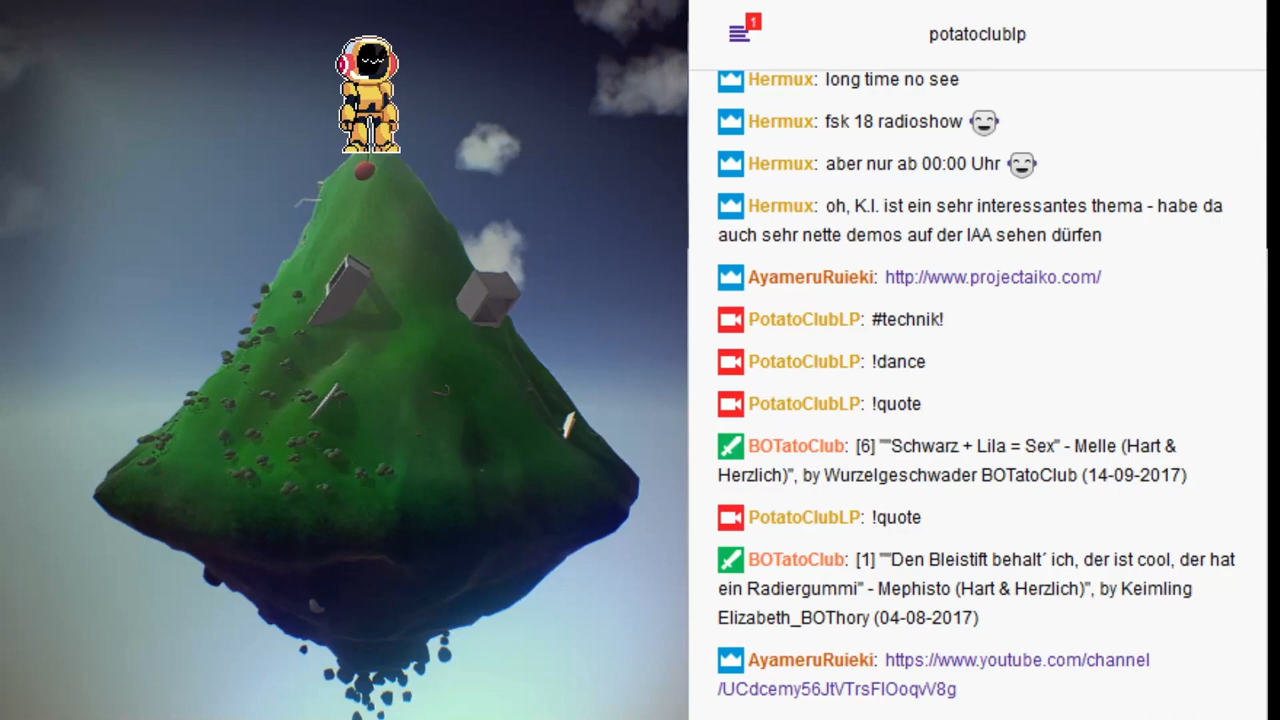 1
potatoclublp
Hermux: long time no see
Hermux: fsk 18 radioshow
Hermux: aber nur ab 00:00 Uhr
Hermux: oh, K.I. ist ein sehr interessantes thema - habe da
auch sehr nette demos auf der IAA sehen dürfen
AyameruRuieki: http://www.projectaiko.com/
PotatoClubLP: #technik!
PotatoClubLP: !dance
PotatoClubLP: !quote
BOTatoClub: [6] ""Schwarz + Lila = Sex" - Melle (Hart &
Herzlich)", by Wurzelgeschwader BOTatoClub (14-09-2017)
PotatoClubLP: !quote
BOTatoClub: [1] ""Den Bleistift behalt´ ich, der ist cool, der hat
ein Radiergummi" - Mephisto (Hart & Herzlich)", by Keimling
Elizabeth_BOThory (04-08-2017)
AyameruRuieki: https://www.youtube.com/channel
/UCdcemy56JtVTrsFlOoqvV8g